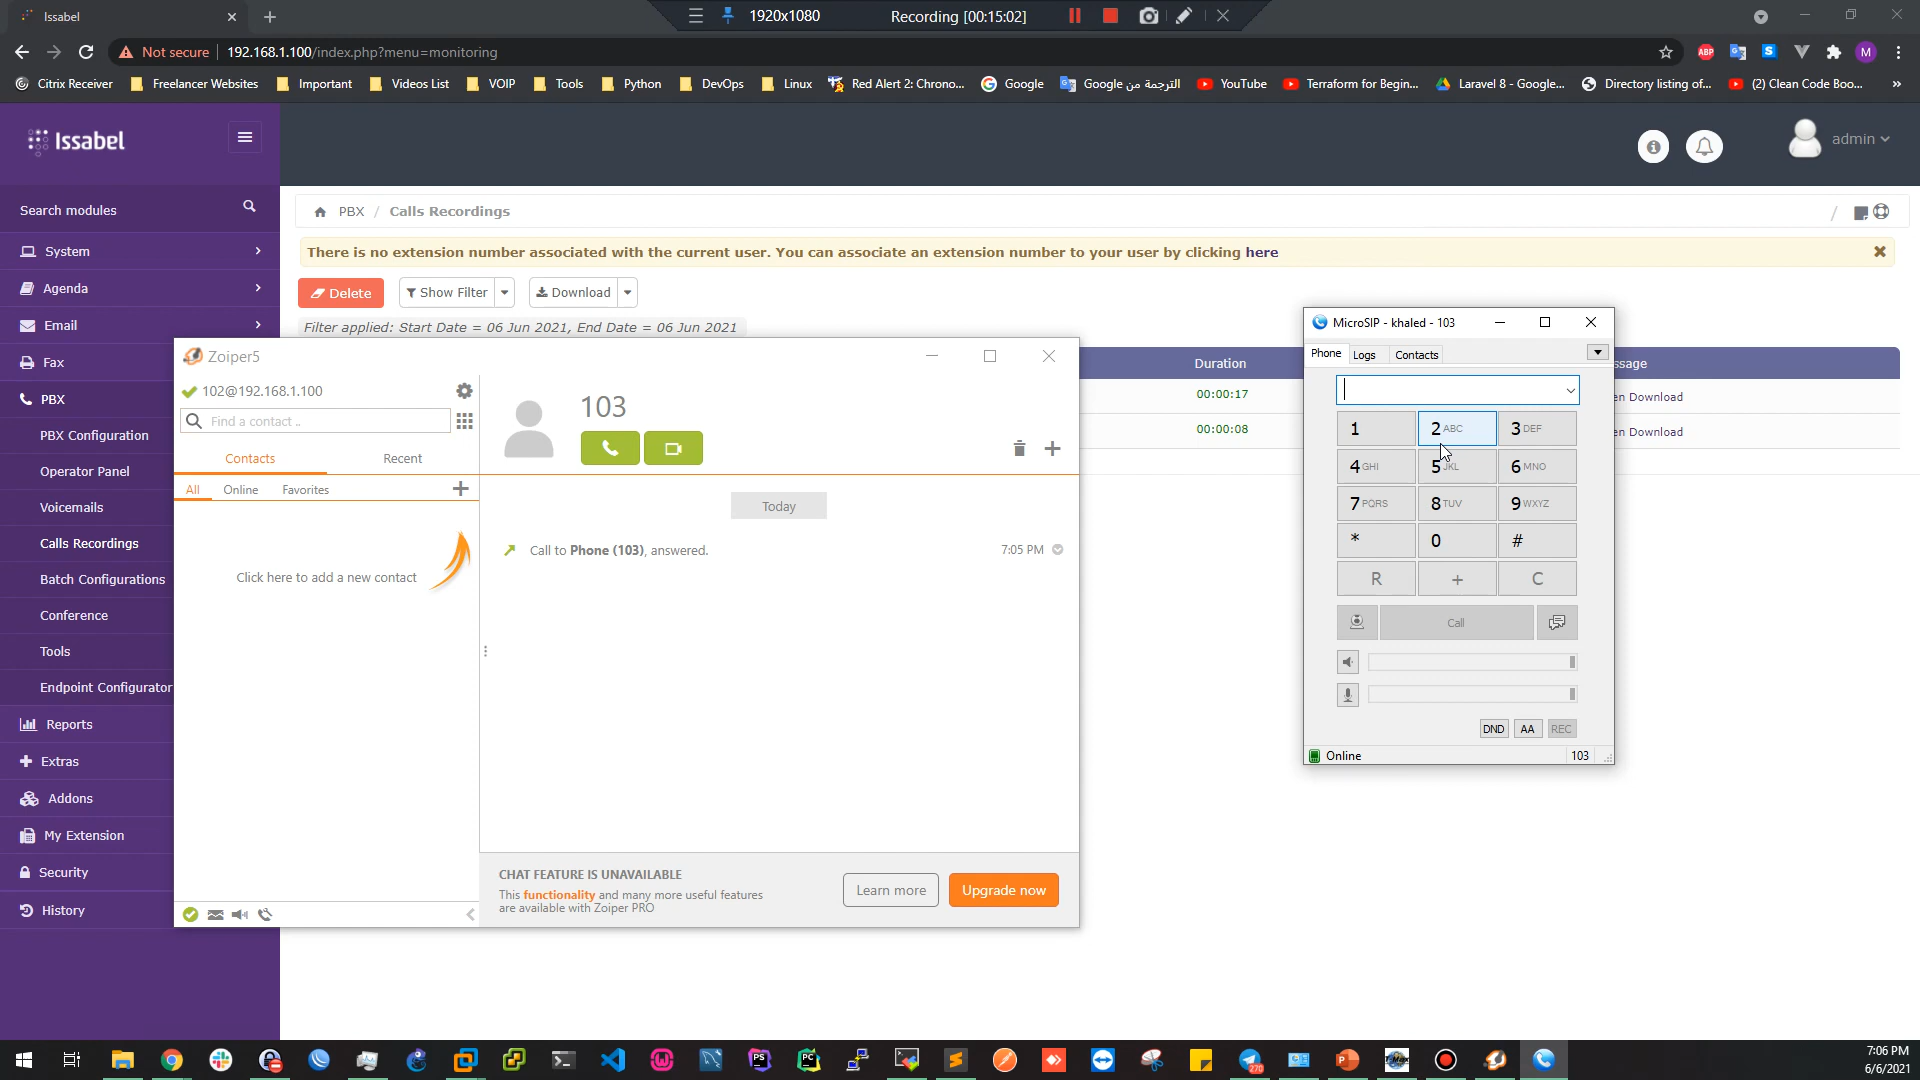 Issabel
1920x1080
Recording [00:15:02]
Not secure
192.168.1.100/index.php?menu=monitoring
ABP
S
M
Citrix Receiver
Freelancer Websites
Important
Videos List
VOIP
Tools
Python
DevOps
Linux
Red Alert 2: Chrono...
Google
Google الترجمة من
YouTube
Terraform for Begin...
Laravel 8 - Google...
Directory listing of...
(2) Clean Code Boo...
»
Issabel
admin
Search modules
PBX / Calls Recordings
/
System
There is no extension number associated with the current user. You can associate an extension number to your user by clicking here
Agenda
Delete
Show Filter
Download
Email
Filter applied: Start Date = 06 Jun 2021, End Date = 06 Jun 2021
Fax
PBX
PBX Configuration
Operator Panel
Voicemails
Calls Recordings
Batch Configurations
Conference
Tools
Endpoint Configurator
Reports
Extras
Addons
My Extension
Security
History
Duration
ssage
00:00:17
en Download
00:00:08
en Download
Zoiper5
102@192.168.1.100
Find a contact ..
Contacts
Recent
All
Online
Favorites
Click here to add a new contact
103
Today
Call to Phone (103), answered.
7:05 PM
CHAT FEATURE IS UNAVAILABLE
This functionality and many more useful features
are available with Zoiper PRO
Learn more
Upgrade now
MicroSIP - khaled - 103
Phone
Logs
Contacts
1
2 ABC
3 DEF
4 GHI
5 JKL
6 MNO
7 PQRS
8 TUV
9 WXYZ
*
0
#
R
+
C
Call
DND
AA
REC
Online
103
PS
PC
270
P
7:06 PM
6/6/2021